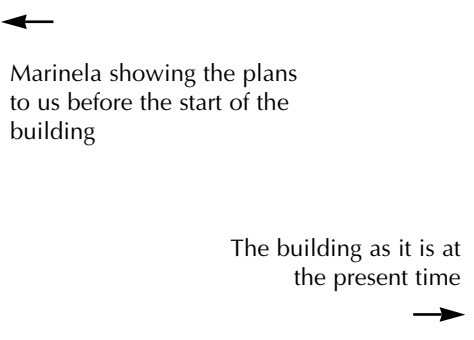 Marinela showing the plans
to us before the start of the
building
The building as it is at
the present time